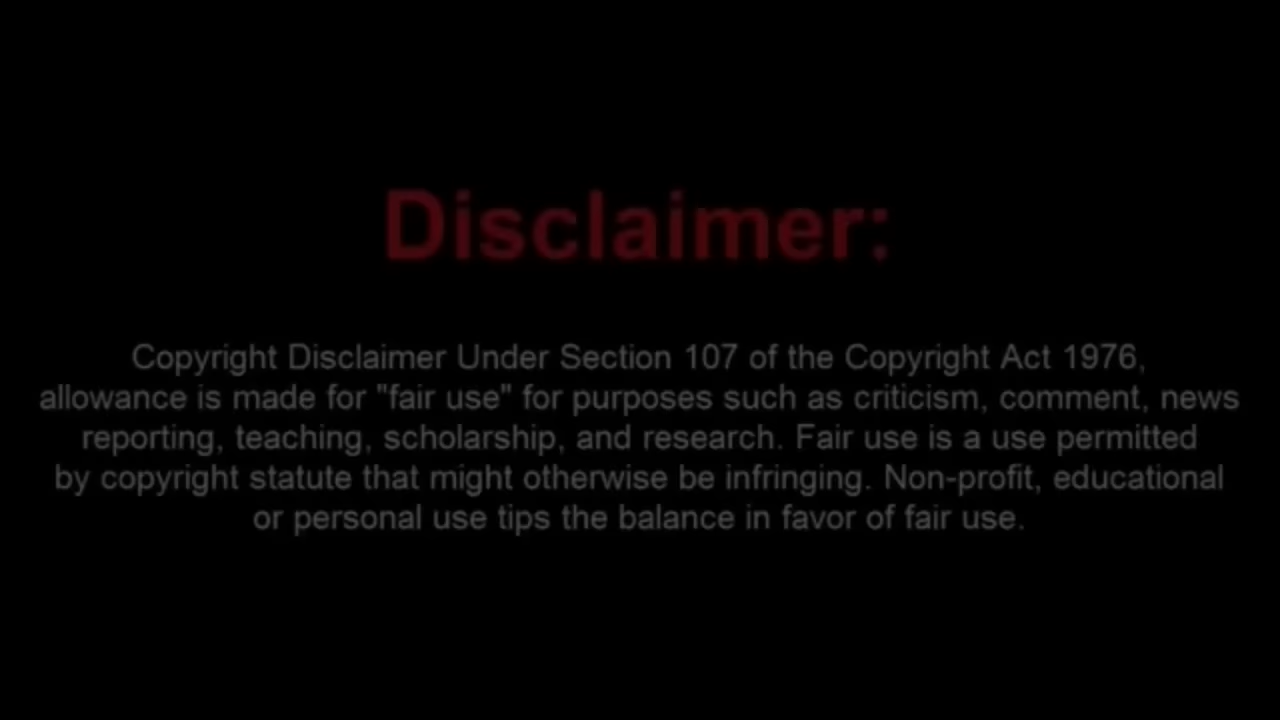 Disclaimer:
Copyright Disclaimer Under Section 107 of the Copyright Act 1976,
allowance is made for "fair use" for purposes such as criticism, comment, news
reporting, teaching, scholarship, and research. Fair use is a use permitted
by copyright statute that might otherwise be infringing. Non-profit, educational
or personal use tips the balance in favor of fair use.